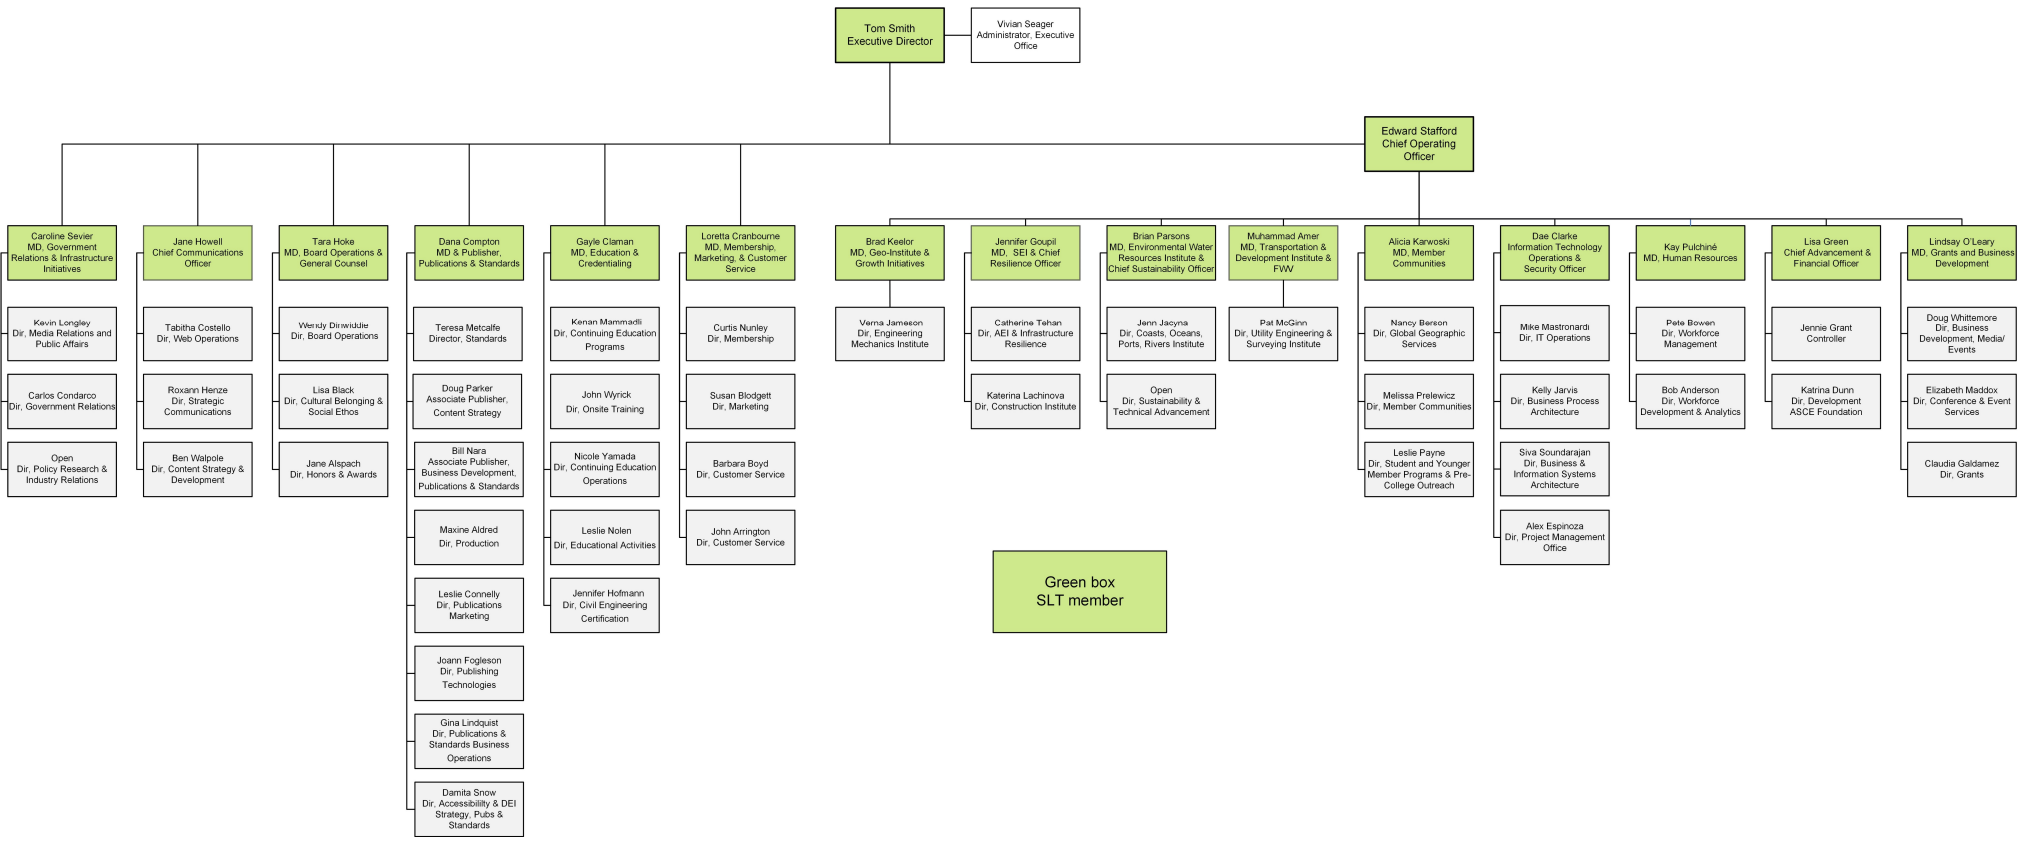 Tom Smith
Executive Director
Vivian Seager
Administrator, Executive
Office
Edward Stafford
Chief Operating
Officer
Caroline Sevier
MD, Government
Relations & Infrastructure
Initiatives
Jane Howell
Chief Communications
Officer
Tara Hoke
MD, Board Operations &
General Counsel
Dana Compton
MD & Publisher,
Publications & Standards
Gayle Claman
MD, Education &
Credentialing
Loretta Cranbourne
MD, Membership,
Marketing, & Customer
Service
Brad Keelor
MD, Geo-Institute &
Growth Initiatives
Jennifer Goupil
MD, SEI & Chief
Resilience Officer
Brian Parsons
MD, Environmental Water
Resources Institute &
Chief Sustainability Officer
Muhammad Amer
MD, Transportation &
Development Institute &
FWV
Alicia Karwoski
MD, Member
Communities
Dae Clarke
Information Technology
Operations &
Security Officer
Kay Pulchiné
MD, Human Resources
Lisa Green
Chief Advancement &
Financial Officer
Lindsay O'Leary
MD, Grants and Business
Development
Kevin Longley
Dir, Media Relations and
Public Affairs
Carlos Condarco
Dir, Government Relations
Open
Dir, Policy Research &
Industry Relations
Tabitha Costello
Dir, Web Operations
Roxann Henze
Dir, Strategic
Communications
Ben Walpole
Dir, Content Strategy &
Development
Wendy Dinwiddie
Dir, Board Operations
Lisa Black
Dir, Cultural Belonging &
Social Ethos
Jane Alspach
Dir, Honors & Awards
Teresa Metcalfe
Director, Standards
Doug Parker
Associate Publisher,
Content Strategy
Bill Nara
Associate Publisher,
Business Development,
Publications & Standards
Maxine Aldred
Dir, Production
Leslie Connelly
Dir, Publications
Marketing
Joann Fogleson
Dir, Publishing
Technologies
Gina Lindquist
Dir, Publications &
Standards Business
Operations
Damita Snow
Dir, Accessibililty & DEI
Strategy, Pubs &
Standards
Kenan Mammadli
Dir, Continuing Education
Programs
John Wyrick
Dir, Onsite Training
Nicole Yamada
Dir, Continuing Education
Operations
Leslie Nolen
Dir, Educational Activities
Jennifer Hofmann
Dir, Civil Engineering
Certification
Curtis Nunley
Dir, Membership
Susan Blodgett
Dir, Marketing
Barbara Boyd
Dir, Customer Service
John Arrington
Dir, Customer Service
Verna Jameson
Dir, Engineering
Mechanics Institute
Catherine Tehan
Dir, AEI & Infrastructure
Resilience
Katerina Lachinova
Dir, Construction Institute
Jenn Jacyna
Dir, Coasts, Oceans,
Ports, Rivers Institute
Open
Dir, Sustainability &
Technical Advancement
Pat McGinn
Dir, Utility Engineering &
Surveying Institute
Nancy Berson
Dir, Global Geographic
Services
Melissa Prelewicz
Dir, Member Communities
Leslie Payne
Dir, Student and Younger
Member Programs & Pre-
College Outreach
Mike Mastronardi
Dir, IT Operations
Kelly Jarvis
Dir, Business Process
Architecture
Siva Soundarajan
Dir, Business &
Information Systems
Architecture
Alex Espinoza
Dir, Project Management
Office
Pete Bowen
Dir, Workforce
Management
Bob Anderson
Dir, Workforce
Development & Analytics
Jennie Grant
Controller
Katrina Dunn
Dir, Development
ASCE Foundation
Doug Whittemore
Dir, Business
Development, Media/
Events
Elizabeth Maddox
Dir, Conference & Event
Services
Claudia Galdamez
Dir, Grants
Green box
SLT member